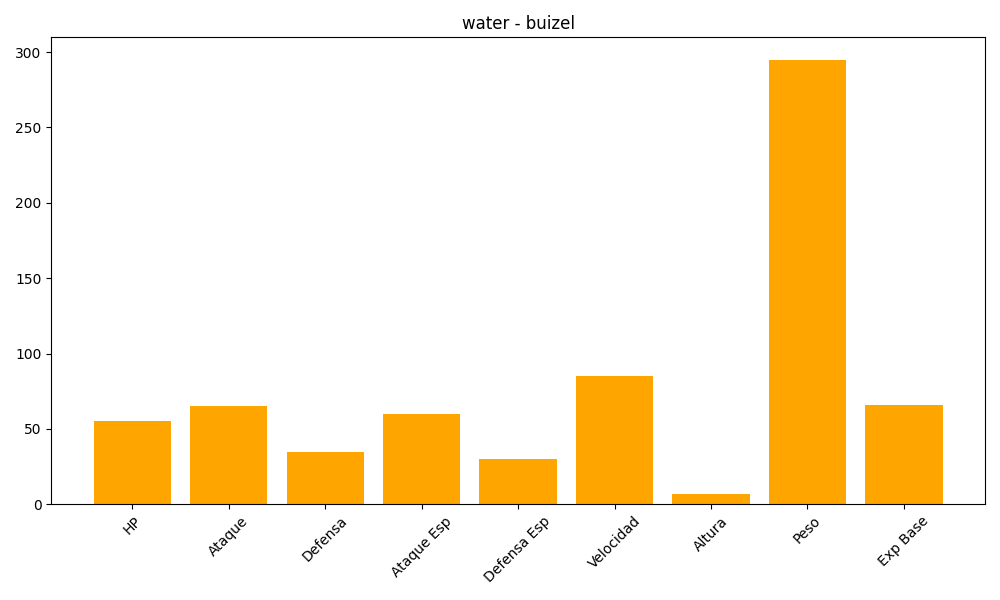 water - buizel
300
250
200
150
100
50
0
HP
Ataque
Defensa
Ataque Esp
Defensa Esp
Velocidad
Altura
Peso
Exp Base